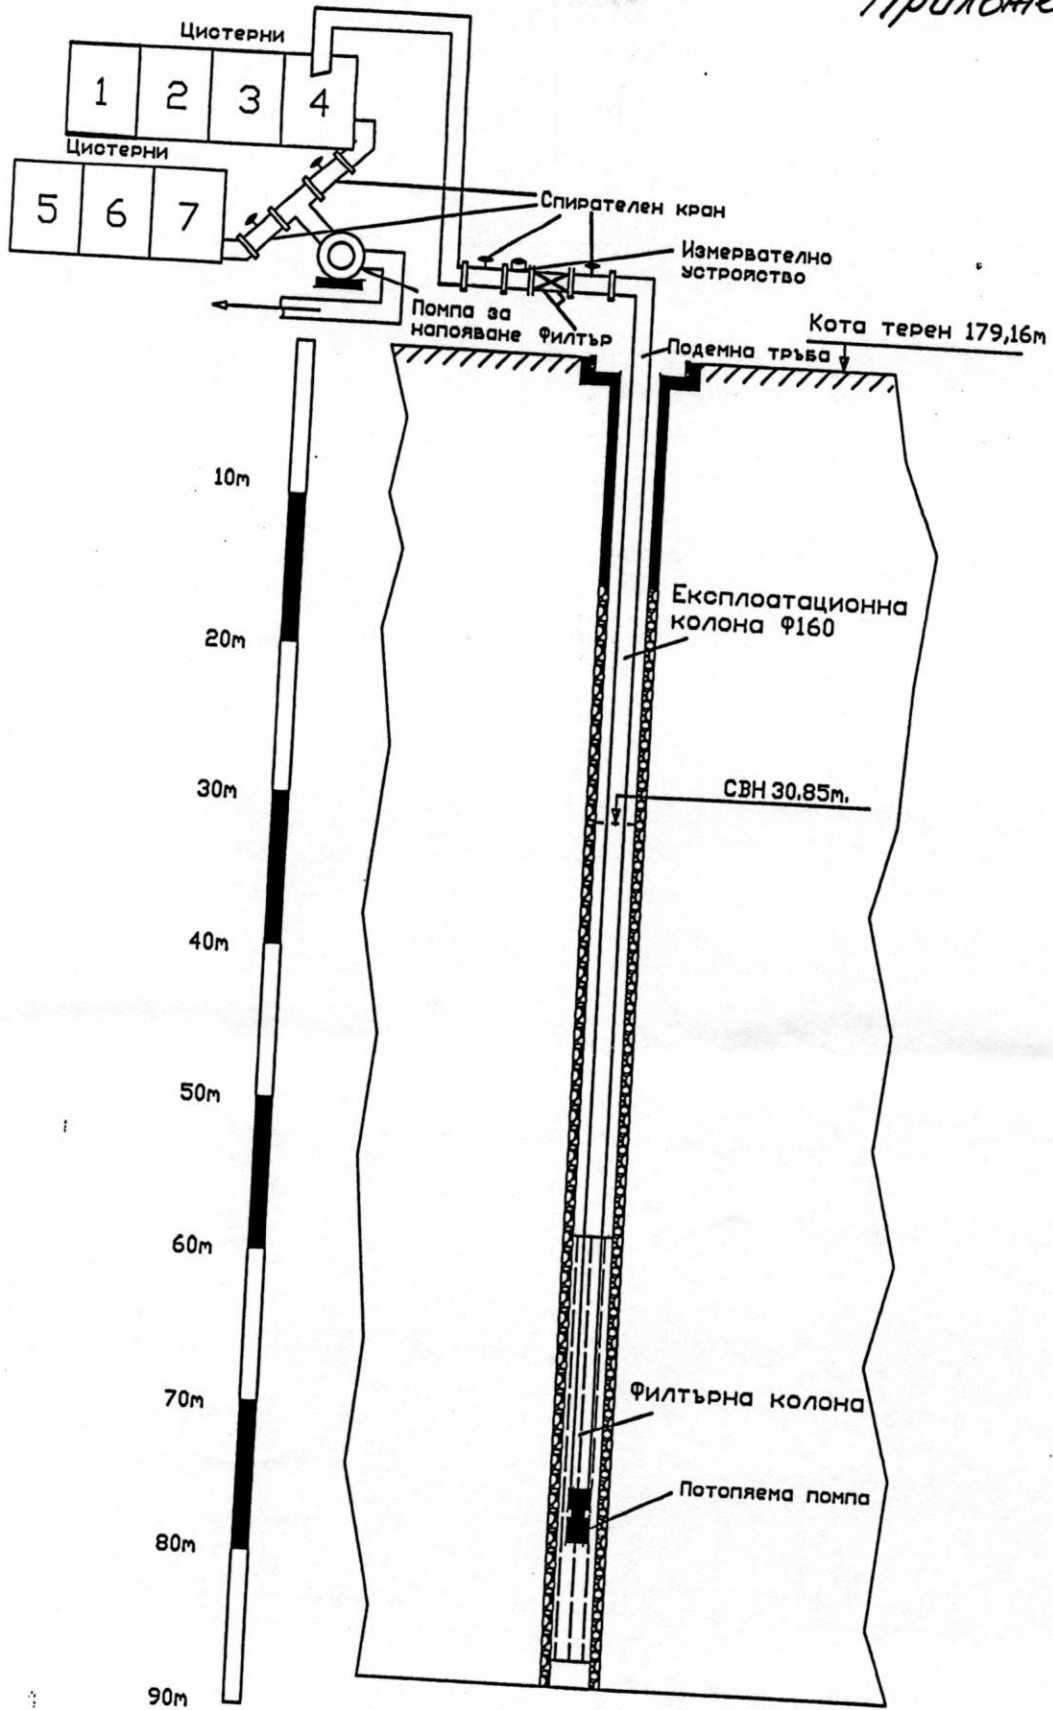 Приложе
Цистерни
1 2 3 4
Цистерни
5 6 7
Спирателен кран
Измервателно
устройство
Помпа за
напояване
Филтър
Подемна тръба
Кота терен 179,16m
10m
20m
Експлоатационна
колона Φ160
30m
СВН 30.85m.
40m
50m
60m
70m
Филтърна колона
Потопяема помпа
80m
90m